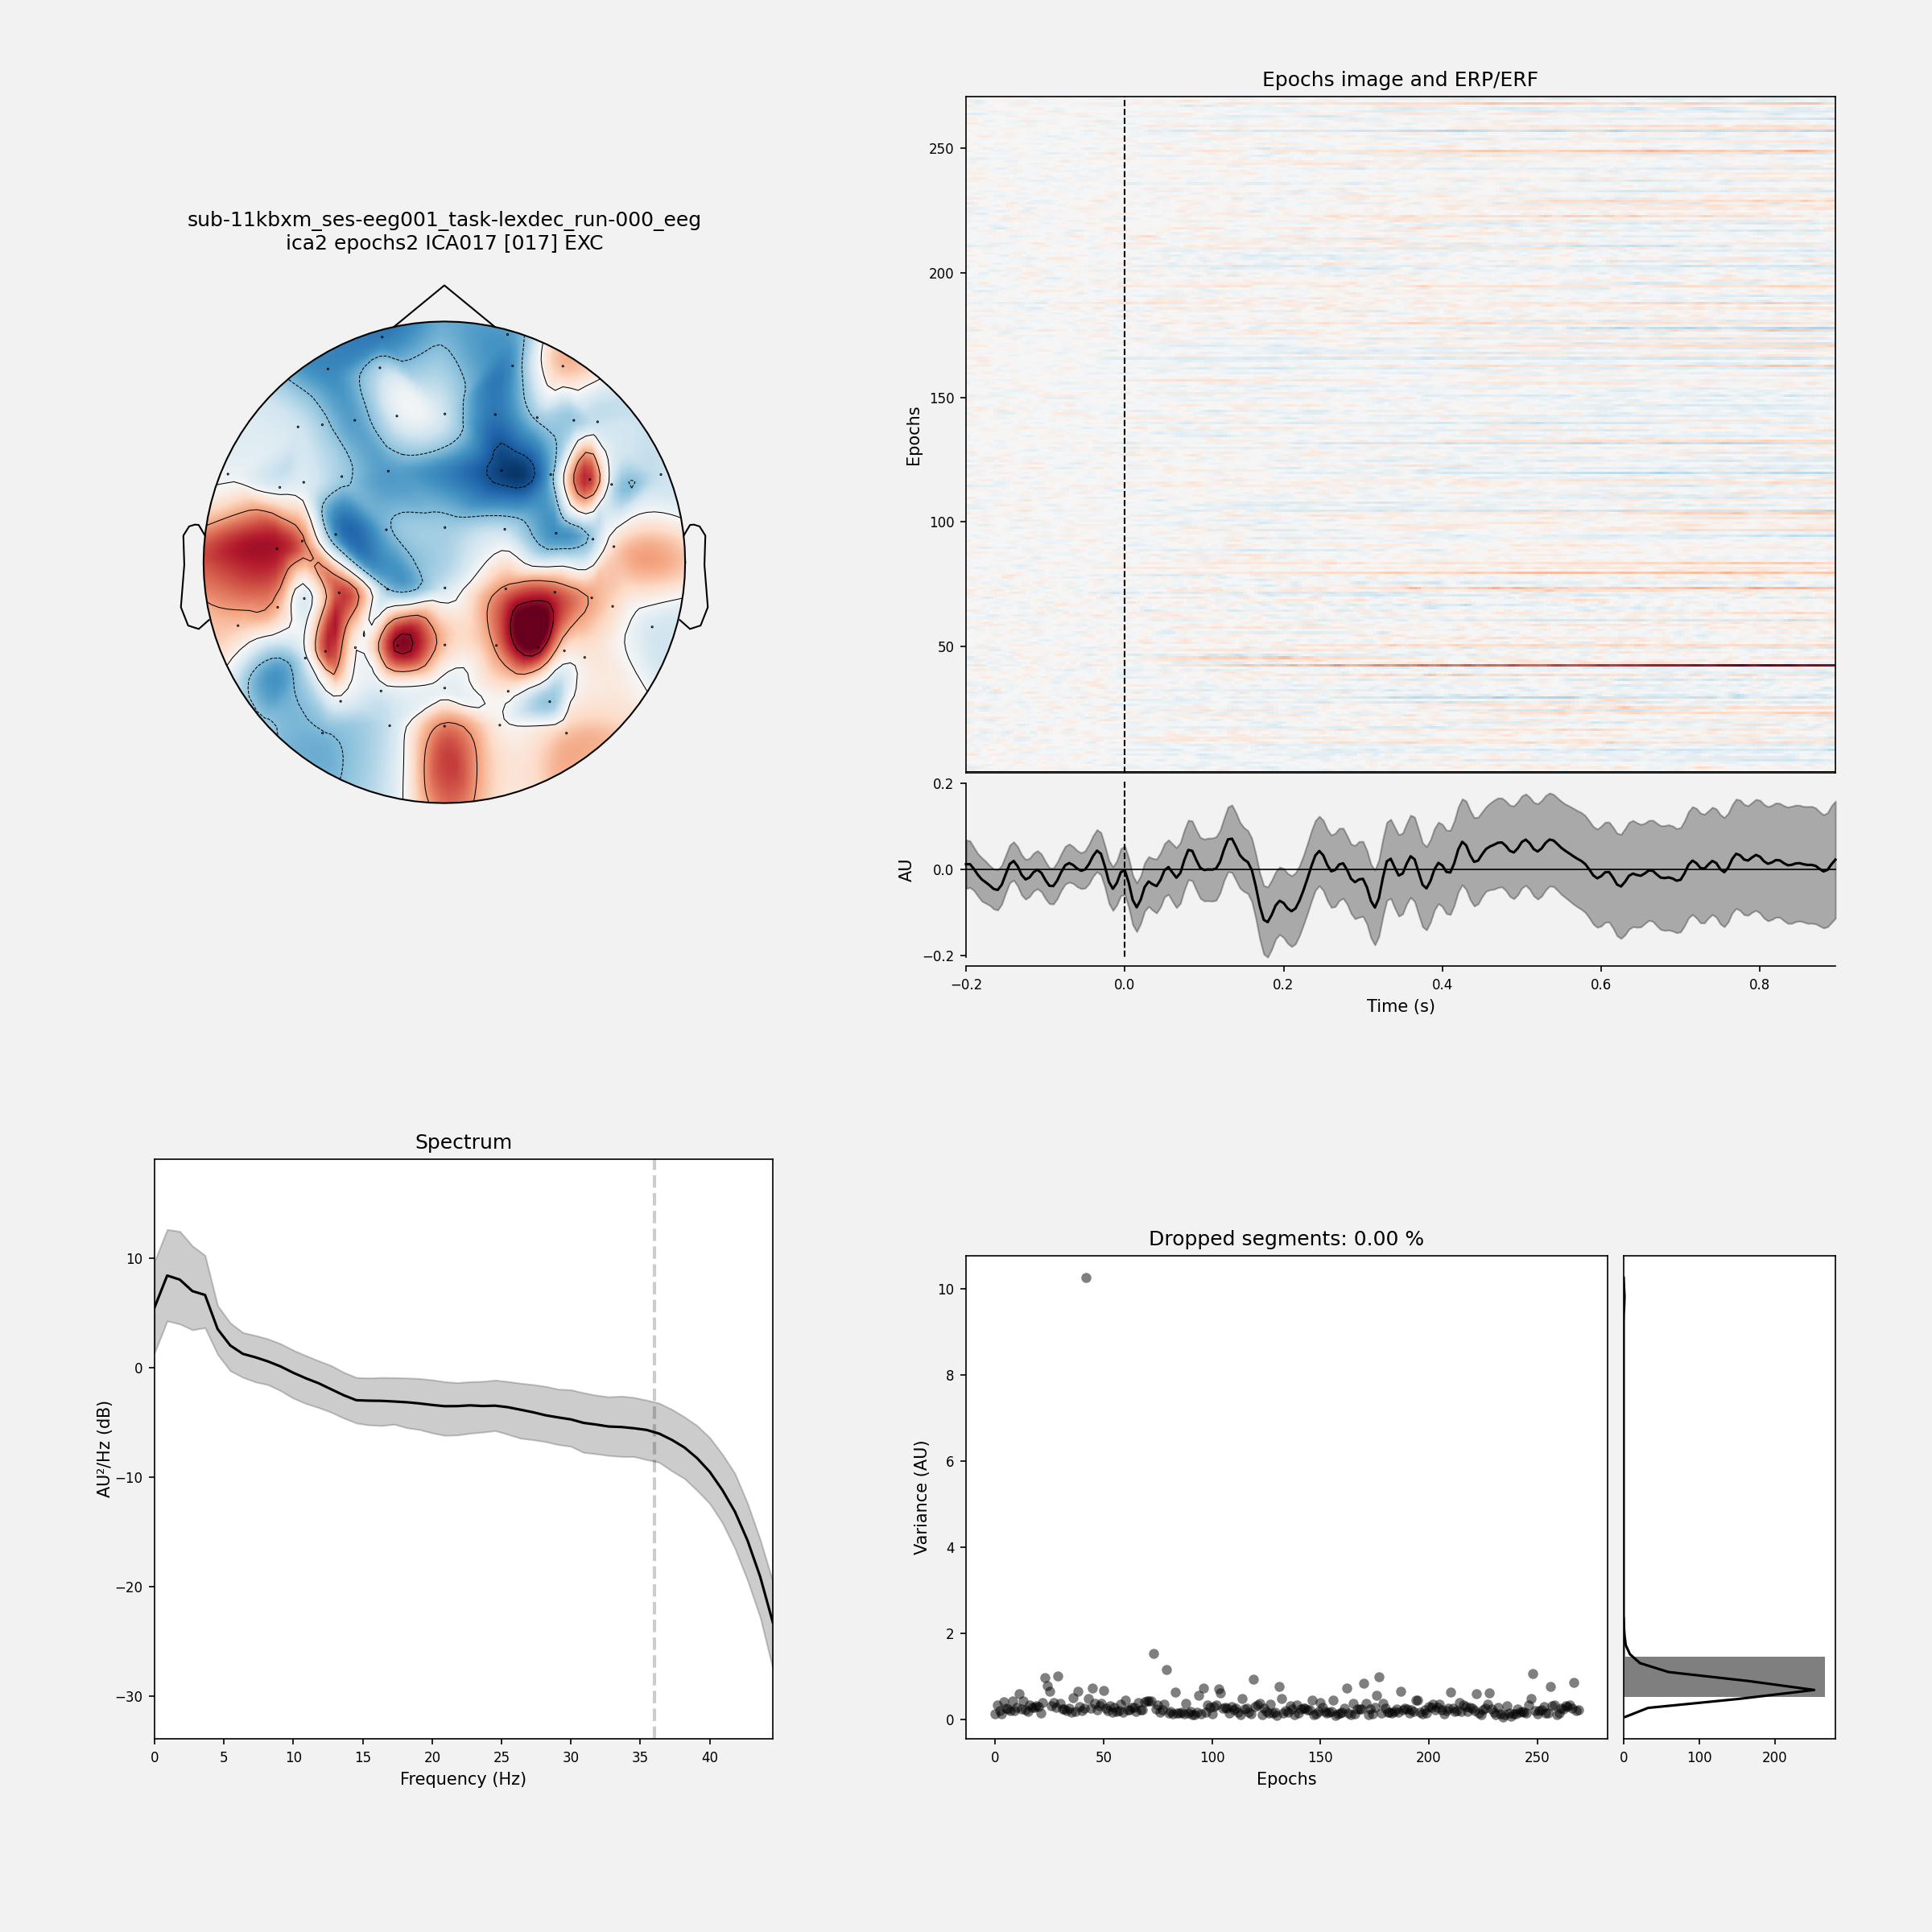 sub-11kbxm_ses-eeg001_task-lexdec_run-000_eeg
ica2 epochs2 ICA017 [017] EXC
Epochs image and ERP/ERF
Epochs
250
200
150
100
50
AU
0.2
0.0
−0.2
−0.2 0.0 0.2 0.4 0.6 0.8
Time (s)
Spectrum
AU²/Hz (dB)
10
0
−10
−20
−30
0 5 10 15 20 25 30 35 40
Frequency (Hz)
Dropped segments: 0.00 %
Variance (AU)
10
8
6
4
2
0
0 50 100 150 200 250
Epochs
0 100 200